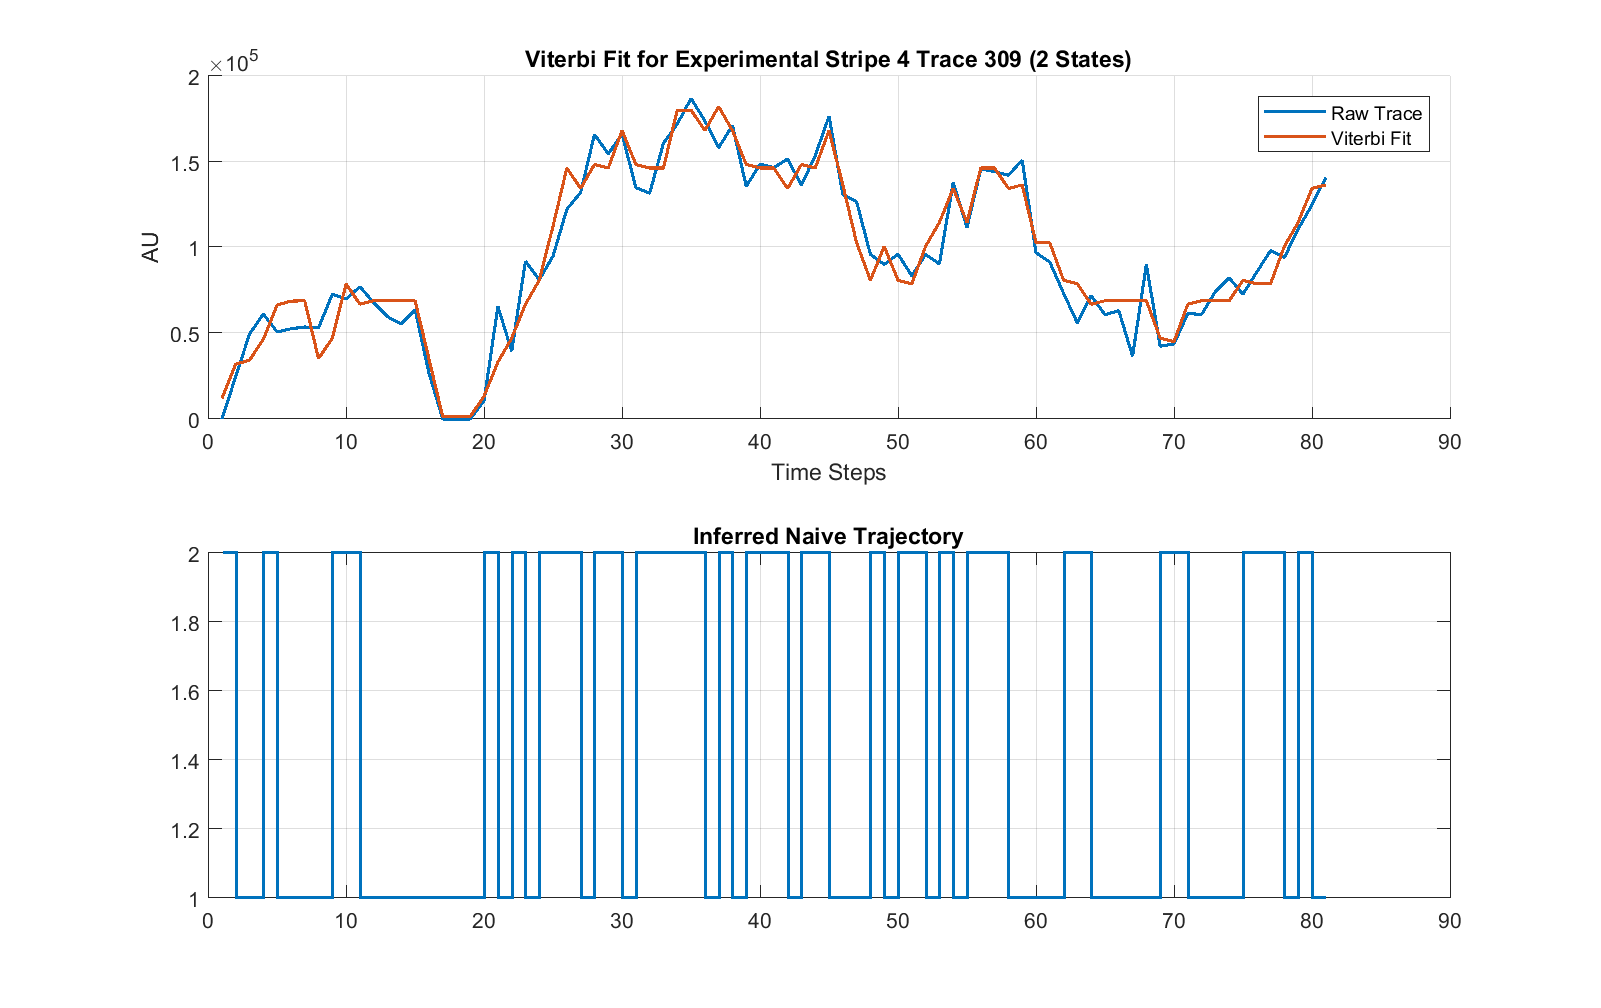 Viterbi Fit for Experimental Stripe 4 Trace 309 (2 States)
×10^5
2
1.5
1
0.5
0
AU
Raw Trace
Viterbi Fit
0 10 20 30 40 50 60 70 80 90
Time Steps
Inferred Naive Trajectory
2
1.8
1.6
1.4
1.2
1
0 10 20 30 40 50 60 70 80 90